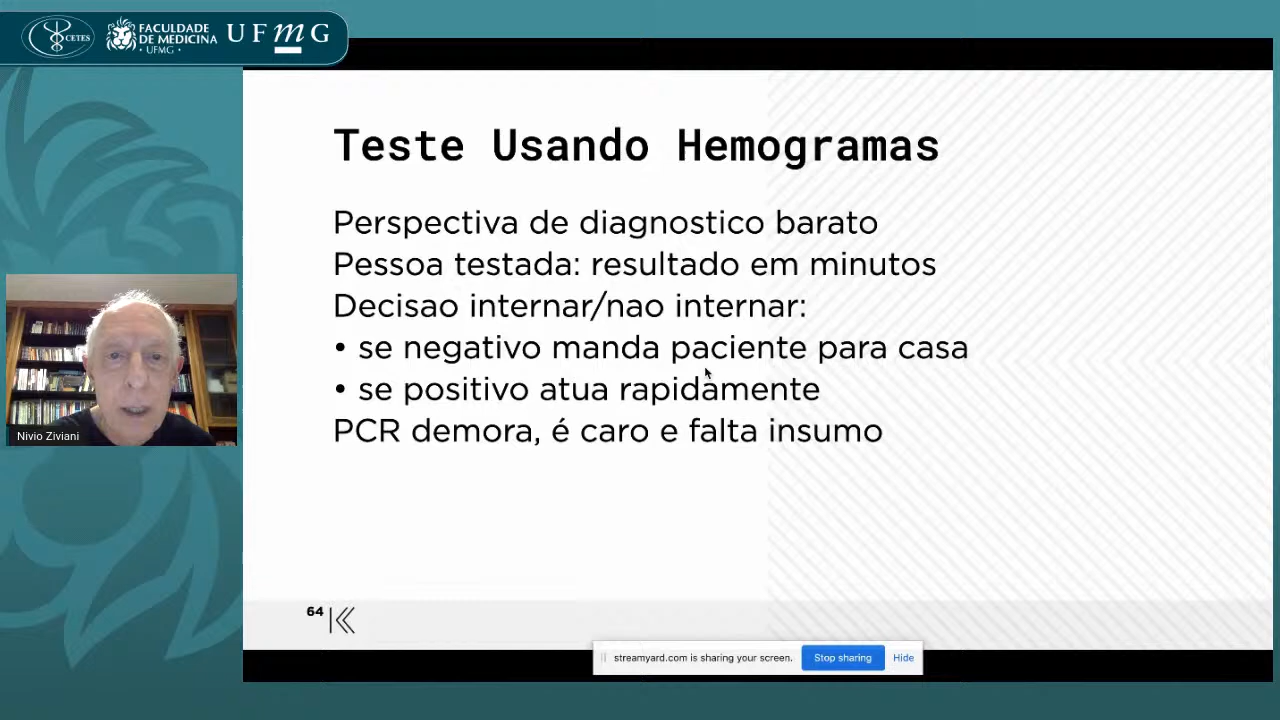 CETES
FACULDADE
DE MEDICINA
• UFMG •
UFMG
Teste Usando Hemogramas
Perspectiva de diagnostico barato
Pessoa testada: resultado em minutos
Decisao internar/nao internar:
• se negativo manda paciente para casa
• se positivo atua rapidamente
PCR demora, é caro e falta insumo
Nivio Ziviani
64
streamyard.com is sharing your screen. Stop sharing Hide